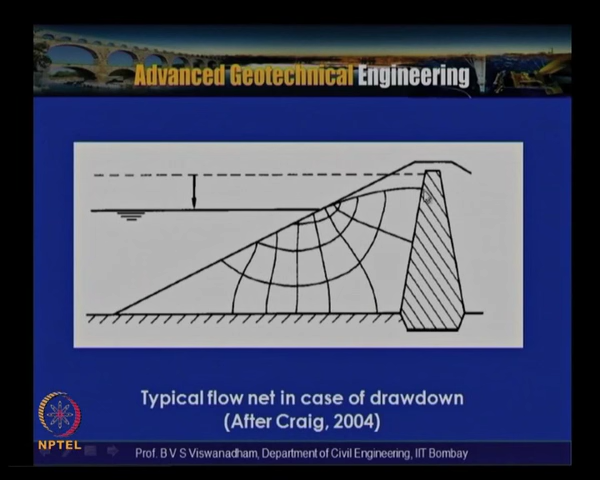 Advanced Geotechnical Engineering
Typical flow net in case of drawdown
(After Craig, 2004)
NPTEL
Prof. B V S Viswanadham, Department of Civil Engineering, IIT Bombay